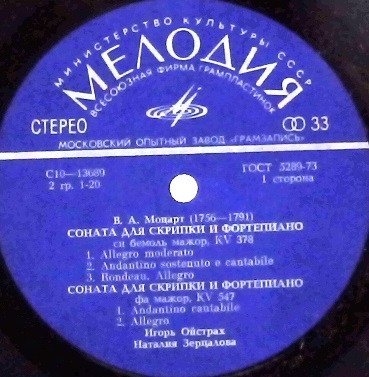 МИНИСТЕРСТВО КУЛЬТУРЫ СССР
МЕЛОДИЯ
ВСЕСОЮЗНАЯ ФИРМА ГРАМПЛАСТИНОК
СТЕРЕО 33
МОСКОВСКИЙ ОПЫТНЫЙ ЗАВОД «ГРАМЗАПИСЬ»
С10—13689 ГОСТ 5289-73
2 гр. 1-20 1 сторона
В. А. Моцарт (1756—1791)
СОНАТА ДЛЯ СКРИПКИ И ФОРТЕПИАНО
си бемоль мажор, KV 378
1. Allegro moderato
2. Andantino sostenuto e cantabile
3. Rondeau. Allegro
СОНАТА ДЛЯ СКРИПКИ И ФОРТЕПИАНО
фа мажор, KV 547
1. Andantino cantabile
2. Allegro
Игорь Ойстрах
Наталия Зерцалова